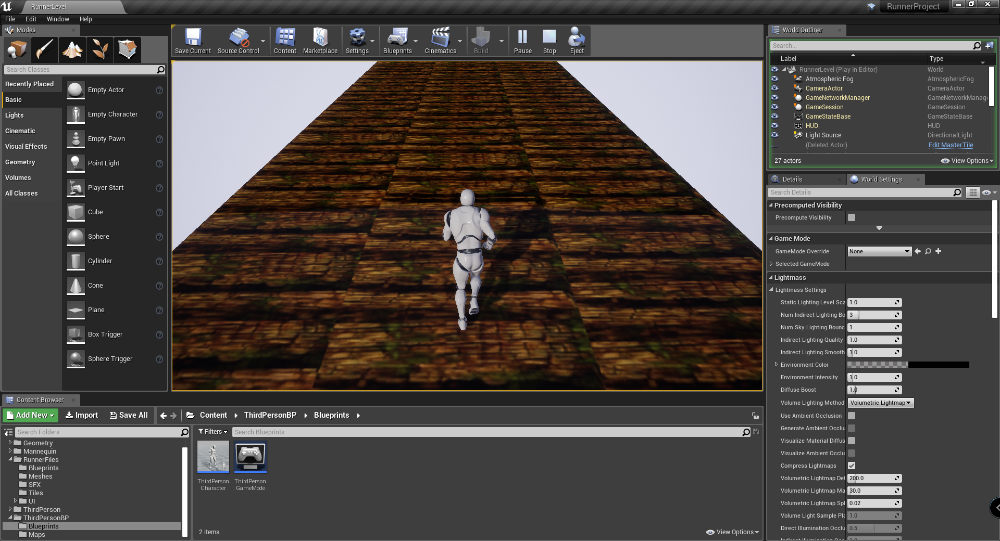 RunnerLevel
RunnerProject
File Edit Window Help
Modes
Search Classes
Recently Placed
Basic
Lights
Cinematic
Visual Effects
Geometry
Volumes
All Classes
Empty Actor
Empty Character
Empty Pawn
Point Light
Player Start
Cube
Sphere
Cylinder
Cone
Plane
Box Trigger
Sphere Trigger
Save Current Source Control Content Marketplace Settings Blueprints Cinematics Build Pause Stop Eject
World Outliner
Search...
Label Type
RunnerLevel (Play In Editor) World
Atmospheric Fog AtmosphericFog
CameraActor CameraActor
GameNetworkManager GameNetworkManage
GameSession GameSession
GameStateBase GameStateBase
HUD HUD
Light Source DirectionalLight
(Deleted Actor) Edit MasterTile
27 actors View Options
Details World Settings
Search Details
Precomputed Visibility
Precompute Visibility
Game Mode
GameMode Override None
Selected GameMode
Lightmass
Lightmass Settings
Static Lighting Level Sca 1.0
Num Indirect Lighting Bo 3
Num Sky Lighting Bounc 1
Indirect Lighting Quality 1.0
Indirect Lighting Smooth 1.0
Environment Color
Environment Intensity 1.0
Diffuse Boost 1.0
Volume Lighting Method Volumetric Lightmap
Use Ambient Occlusion
Generate Ambient Occlus
Visualize Material Diffus
Visualize Ambient Occlu
Compress Lightmaps
Volumetric Lightmap Det 200.0
Volumetric Lightmap Ma 30.0
Volumetric Lightmap Sph 0.02
Volume Light Sample Pla 1.0
Direct Illumination Occlu 0.5
Content Browser
Add New Import Save All Content ThirdPersonBP Blueprints
Search Folders
Geometry
Mannequin
RunnerFiles
Blueprints
Meshes
SFX
Tiles
UI
ThirdPerson
ThirdPersonBP
Blueprints
Maps
Filters Search Blueprints
ThirdPerson
Character
ThirdPerson
GameMode
2 items View Options